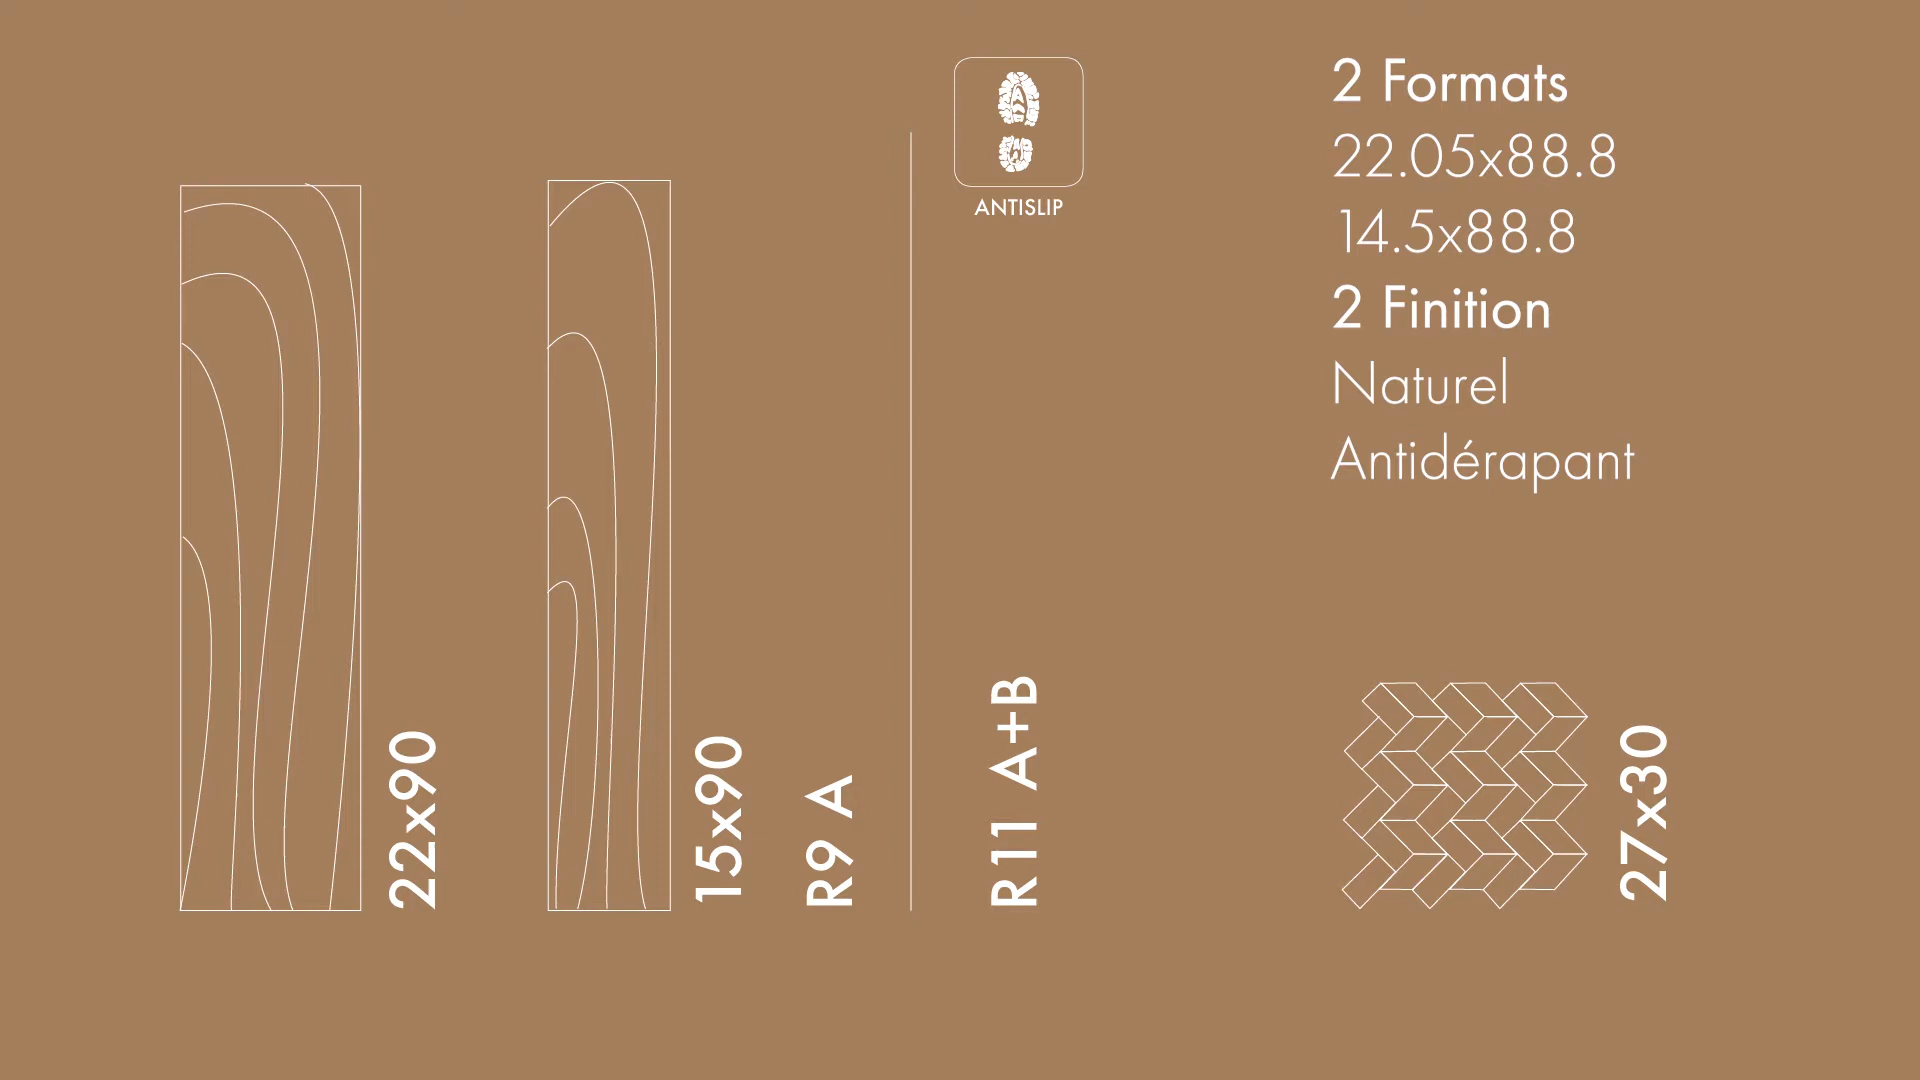 22x90
15x90
R9 A
ANTISLIP
R11 A+B
2 Formats
22.05x88.8
14.5x88.8
2 Finition
Naturel
Antidérapant
27x30